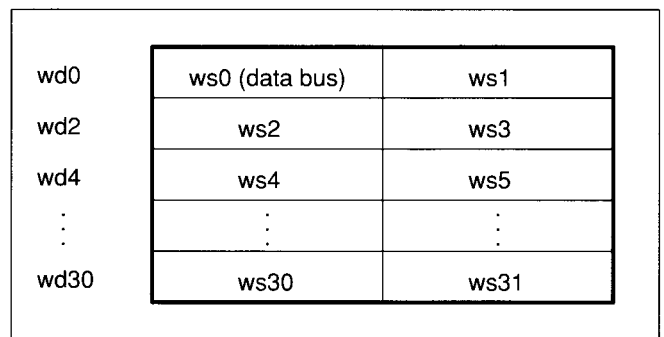 wd0 ws0 (data bus) ws1
wd2 ws2 ws3
wd4 ws4 ws5
⋮ ⋮ ⋮
wd30 ws30 ws31